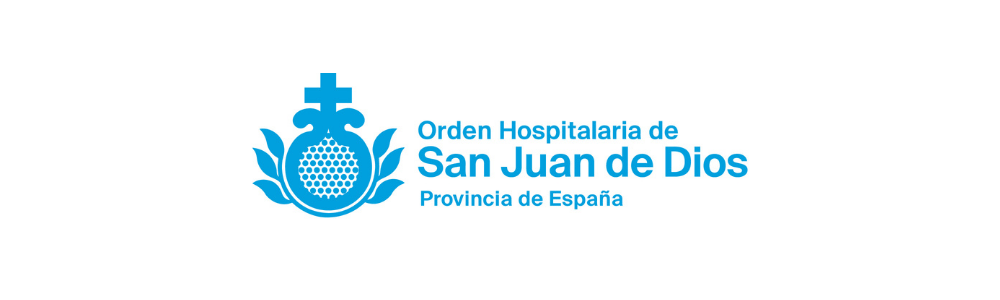 Orden Hospitalaria de
San Juan de Dios
Provincia de España